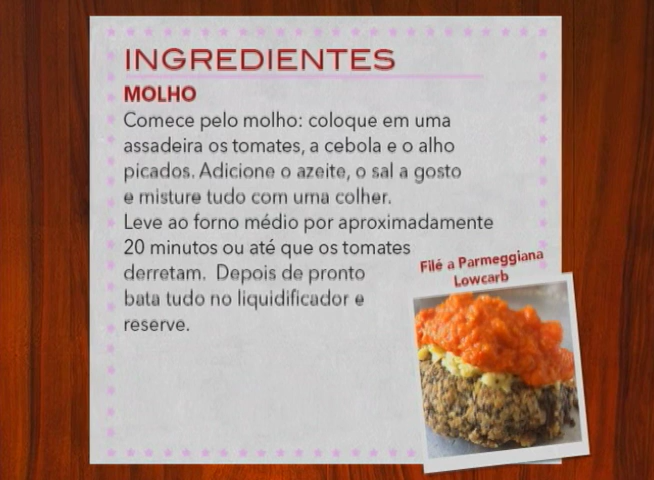 INGREDIENTES
MOLHO
Comece pelo molho: coloque em uma
assadeira os tomates, a cebola e o alho
picados. Adicione o azeite, o sal a gosto
e misture tudo com uma colher.
Leve ao forno médio por aproximadamente
20 minutos ou até que os tomates
derretam. Depois de pronto
bata tudo no liquidificador e
reserve.
Filé a Parmeggiana
Lowcarb